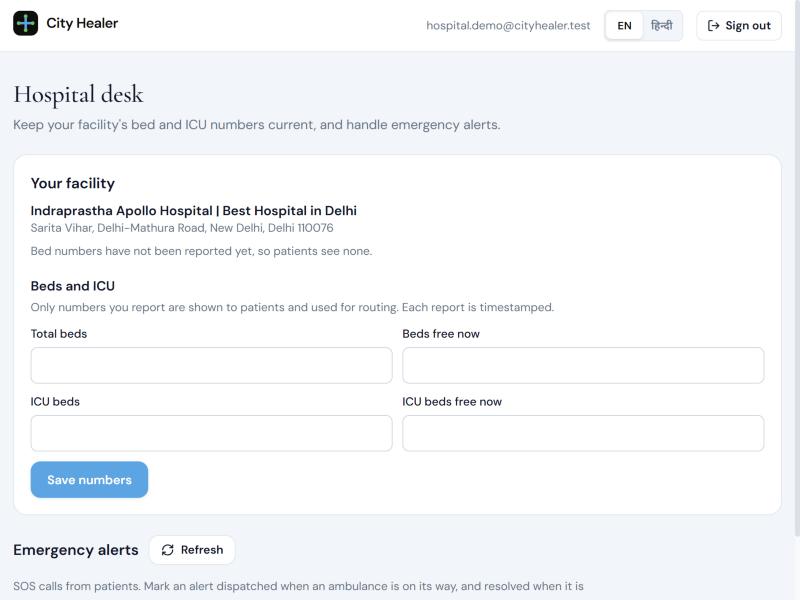 City Healer
hospital.demo@cityhealer.test
EN
हिन्दी
Sign out
Hospital desk
Keep your facility's bed and ICU numbers current, and handle emergency alerts.
Your facility
Indraprastha Apollo Hospital | Best Hospital in Delhi
Sarita Vihar, Delhi-Mathura Road, New Delhi, Delhi 110076
Bed numbers have not been reported yet, so patients see none.
Beds and ICU
Only numbers you report are shown to patients and used for routing. Each report is timestamped.
Total beds
Beds free now
ICU beds
ICU beds free now
Save numbers
Emergency alerts
Refresh
SOS calls from patients. Mark an alert dispatched when an ambulance is on its way, and resolved when it is